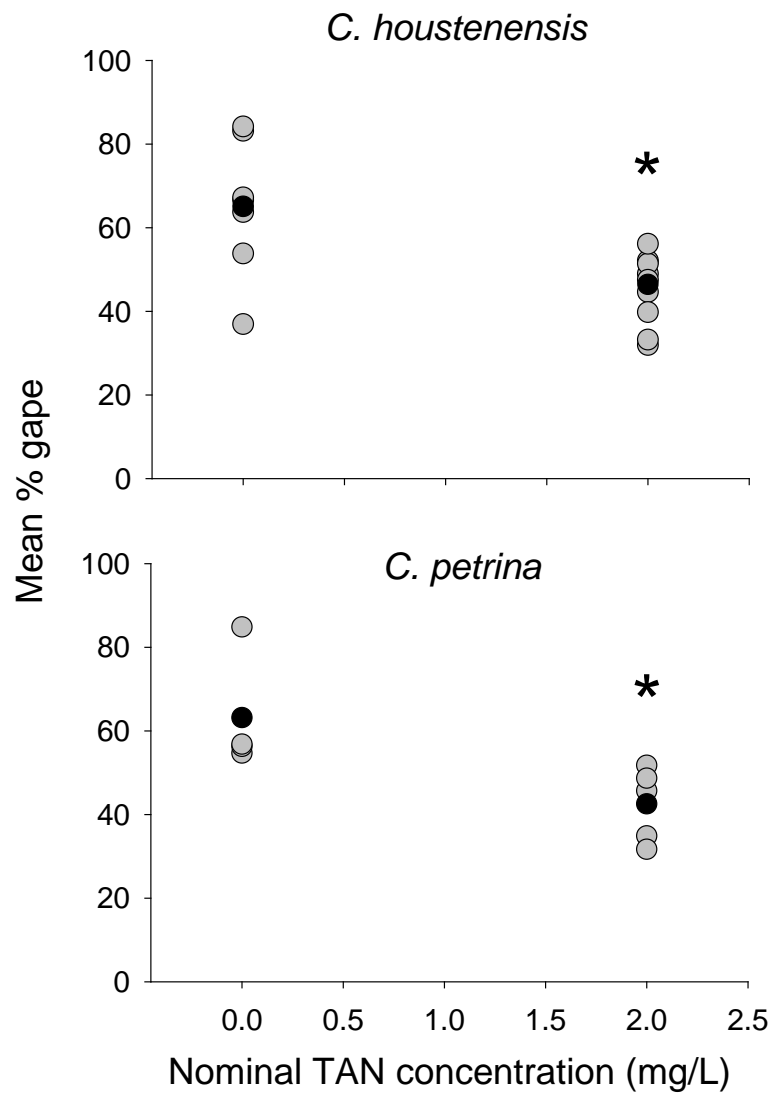 C. houstenensis
100
80
60
40
20
0
*
Mean % gape
C. petrina
100
80
60
40
20
0
*
0.0 0.5 1.0 1.5 2.0 2.5
Nominal TAN concentration (mg/L)